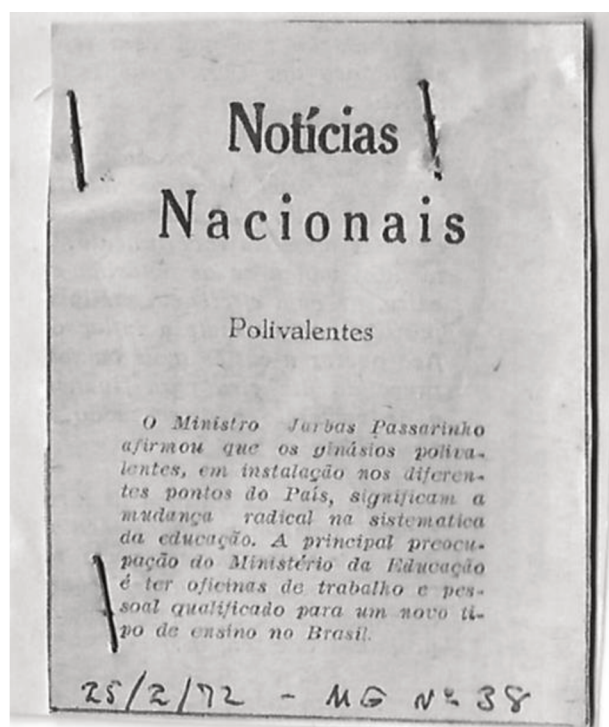 Notícias
Nacionais
Polivalentes
O Ministro Jarbas Passarinho
afirmou que os ginásios poliva-
lentes, em instalação nos diferen-
tes pontos do País, significam a
mudança radical na sistematica
da educação. A principal preocu-
pação do Ministério da Educação
é ter oficinas de trabalho e pes-
soal qualificado para um novo ti-
po de ensino no Brasil.
25/2/72 - MG Nº 38